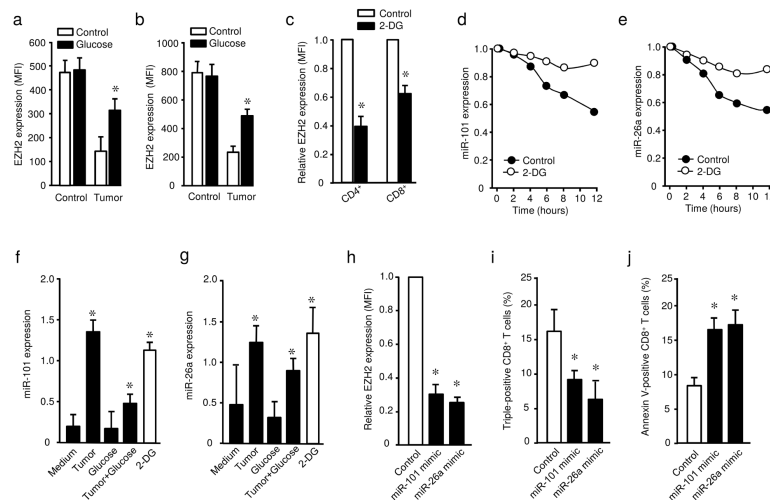 a
Control
Glucose
EZH2 expression (MFI)
600
500
400
300
200
100
0
*
Control Tumor
b
Control
Glucose
EZH2 expression (MFI)
1000
800
600
400
200
0
*
Control Tumor
c
Control
2-DG
Relative EZH2 expression (MFI)
1.0
0.8
0.6
0.4
0.2
0.0
* *
CD4+ CD8+
d
miR-101 exrpression
1.0
0.8
0.6
0.4
0
Control
2-DG
0 2 4 6 8 10 12
Time (hours)
e
miR-26a exrpression
1.0
0.8
0.6
0.4
0
Control
2-DG
0 2 4 6 8 10 1
Time (hours)
f
miR-101 expression
2.0
1.5
1.0
0.5
0
* * *
Medium Tumor Glucose Tumor+Glucose 2-DG
g
miR-26a expression
2.0
1.5
1.0
0.5
0
* * *
Medium Tumor Glucose Tumor+Glucose 2-DG
h
Relative EZH2 expression (MFI)
1.0
0.8
0.6
0.4
0.2
0
* *
Control miR-101 mimic miR-26a mimic
i
Triple-positive CD8+ T cells (%)
25
20
15
10
5
0
* *
Control miR-101 mimic miR-26a mimic
j
Annexin V-positive CD8+ T cells (%)
25
20
15
10
5
0
* *
Control miR-101 mimic miR-26a mimic